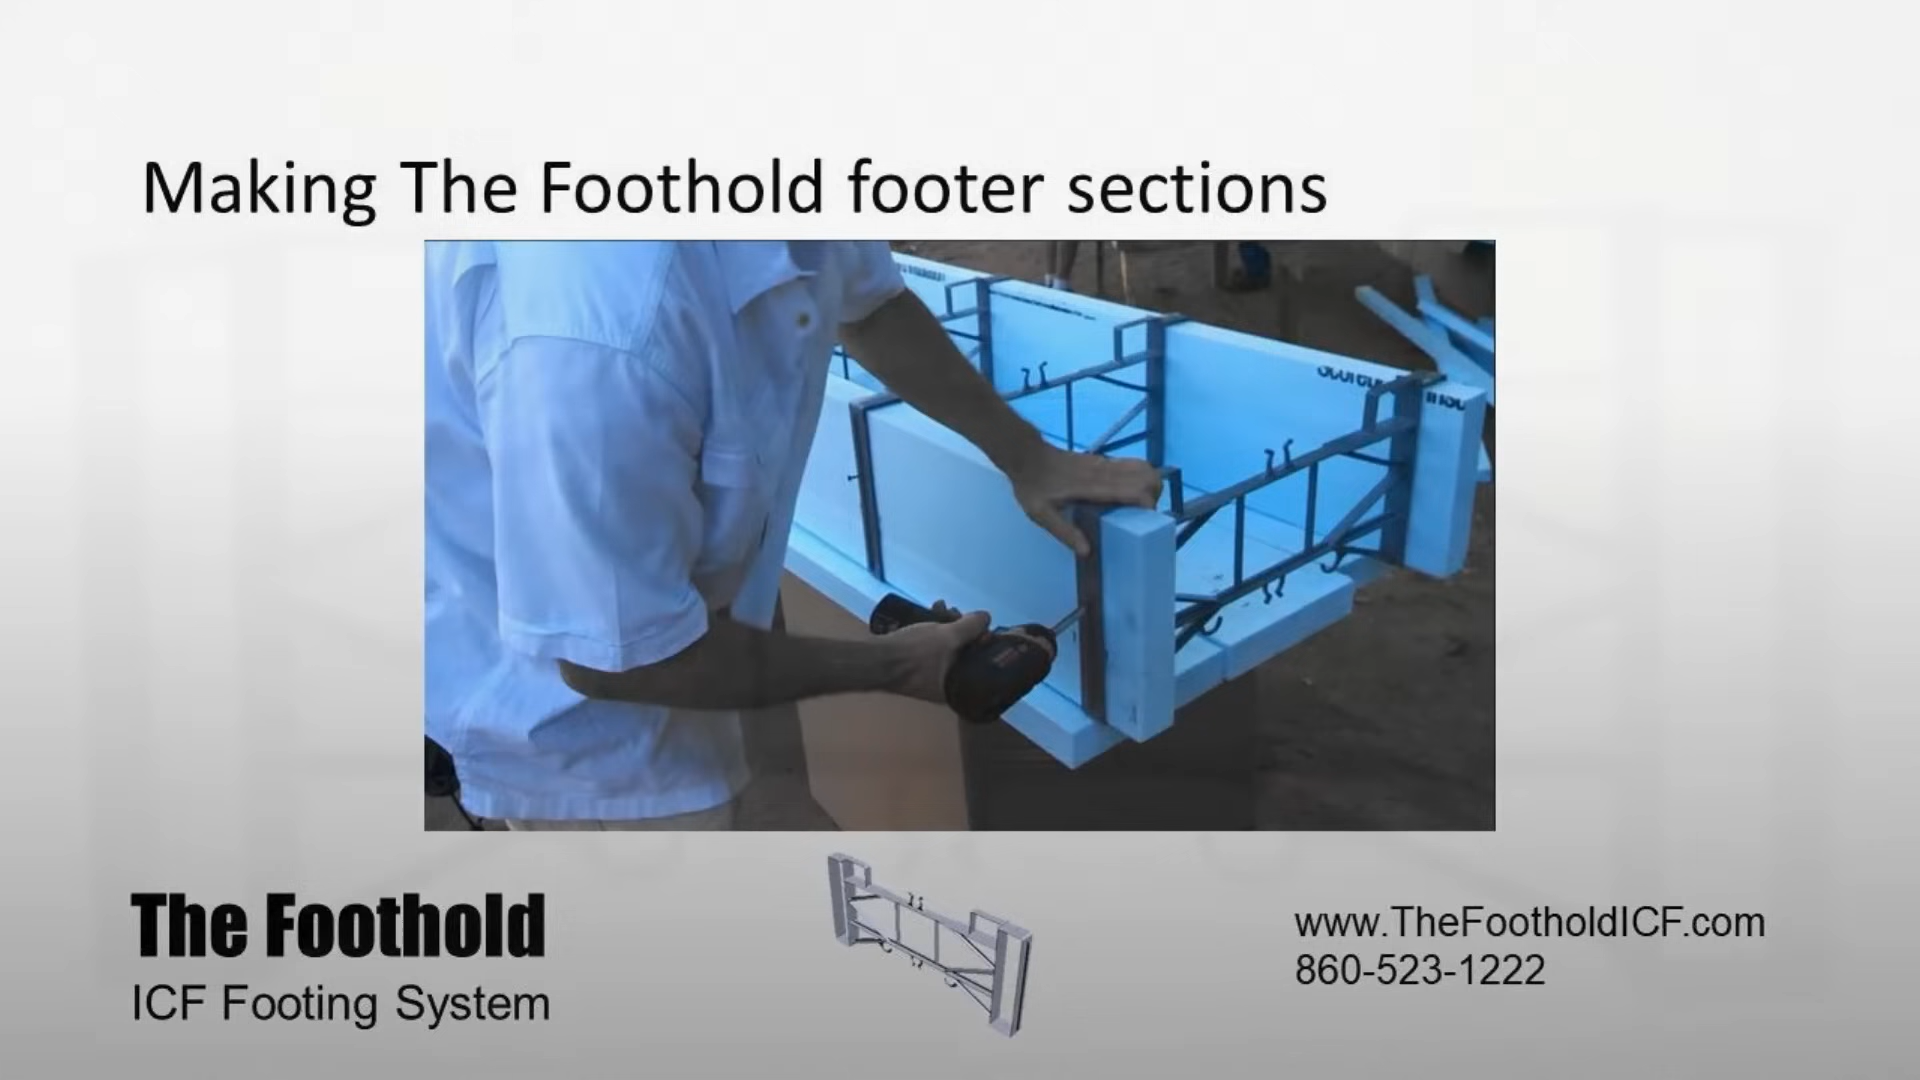 Making The Foothold footer sections
The Foothold
ICF Footing System
www.TheFootholdICF.com
860-523-1222